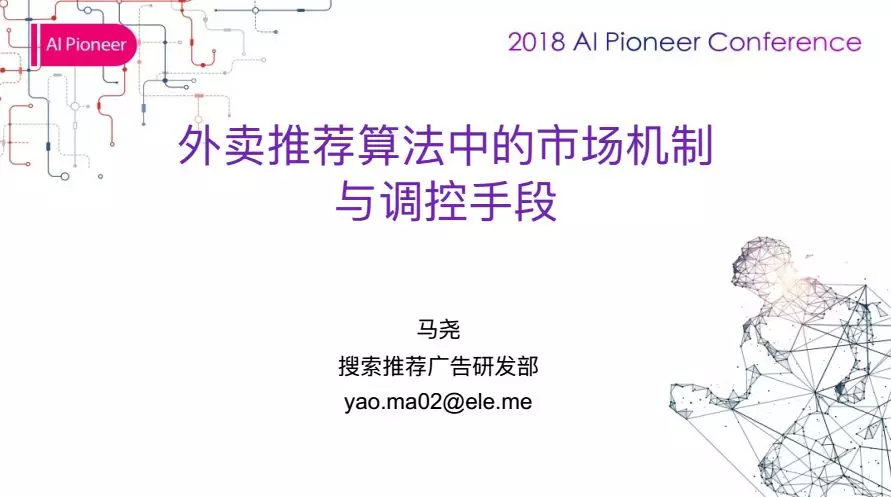 AI Pioneer
2018 AI Pioneer Conference
外卖推荐算法中的市场机制
与调控手段
马尧
搜索推荐广告研发部
yao.ma02@ele.me